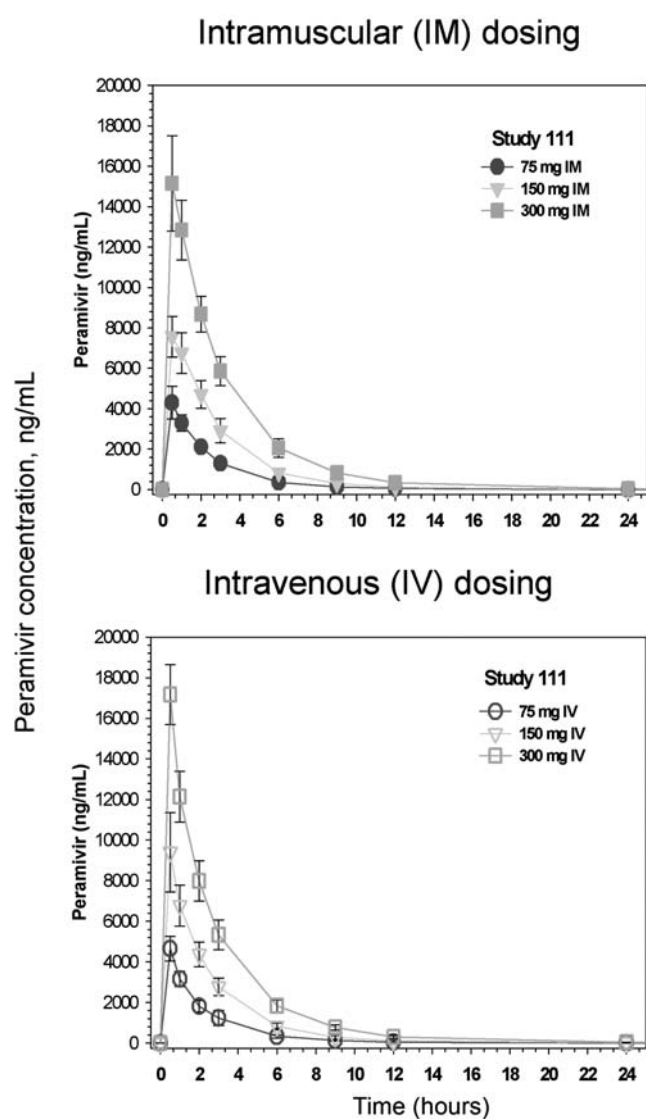 Intramuscular (IM) dosing
20000
18000
16000
14000
12000
10000
8000
6000
4000
2000
0
Peramivir (ng/mL)
Study 111
75 mg IM
150 mg IM
300 mg IM
0 2 4 6 8 10 12 14 16 18 20 22 24
Peramivir concentration, ng/mL
Intravenous (IV) dosing
20000
18000
16000
14000
12000
10000
8000
6000
4000
2000
0
Peramivir (ng/mL)
Study 111
75 mg IV
150 mg IV
300 mg IV
0 2 4 6 8 10 12 14 16 18 20 22 24
Time (hours)